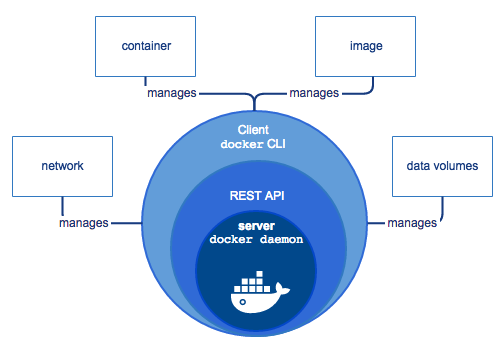 container
image
manages
manages
Client
docker CLI
network
data volumes
REST API
manages
manages
server
docker daemon